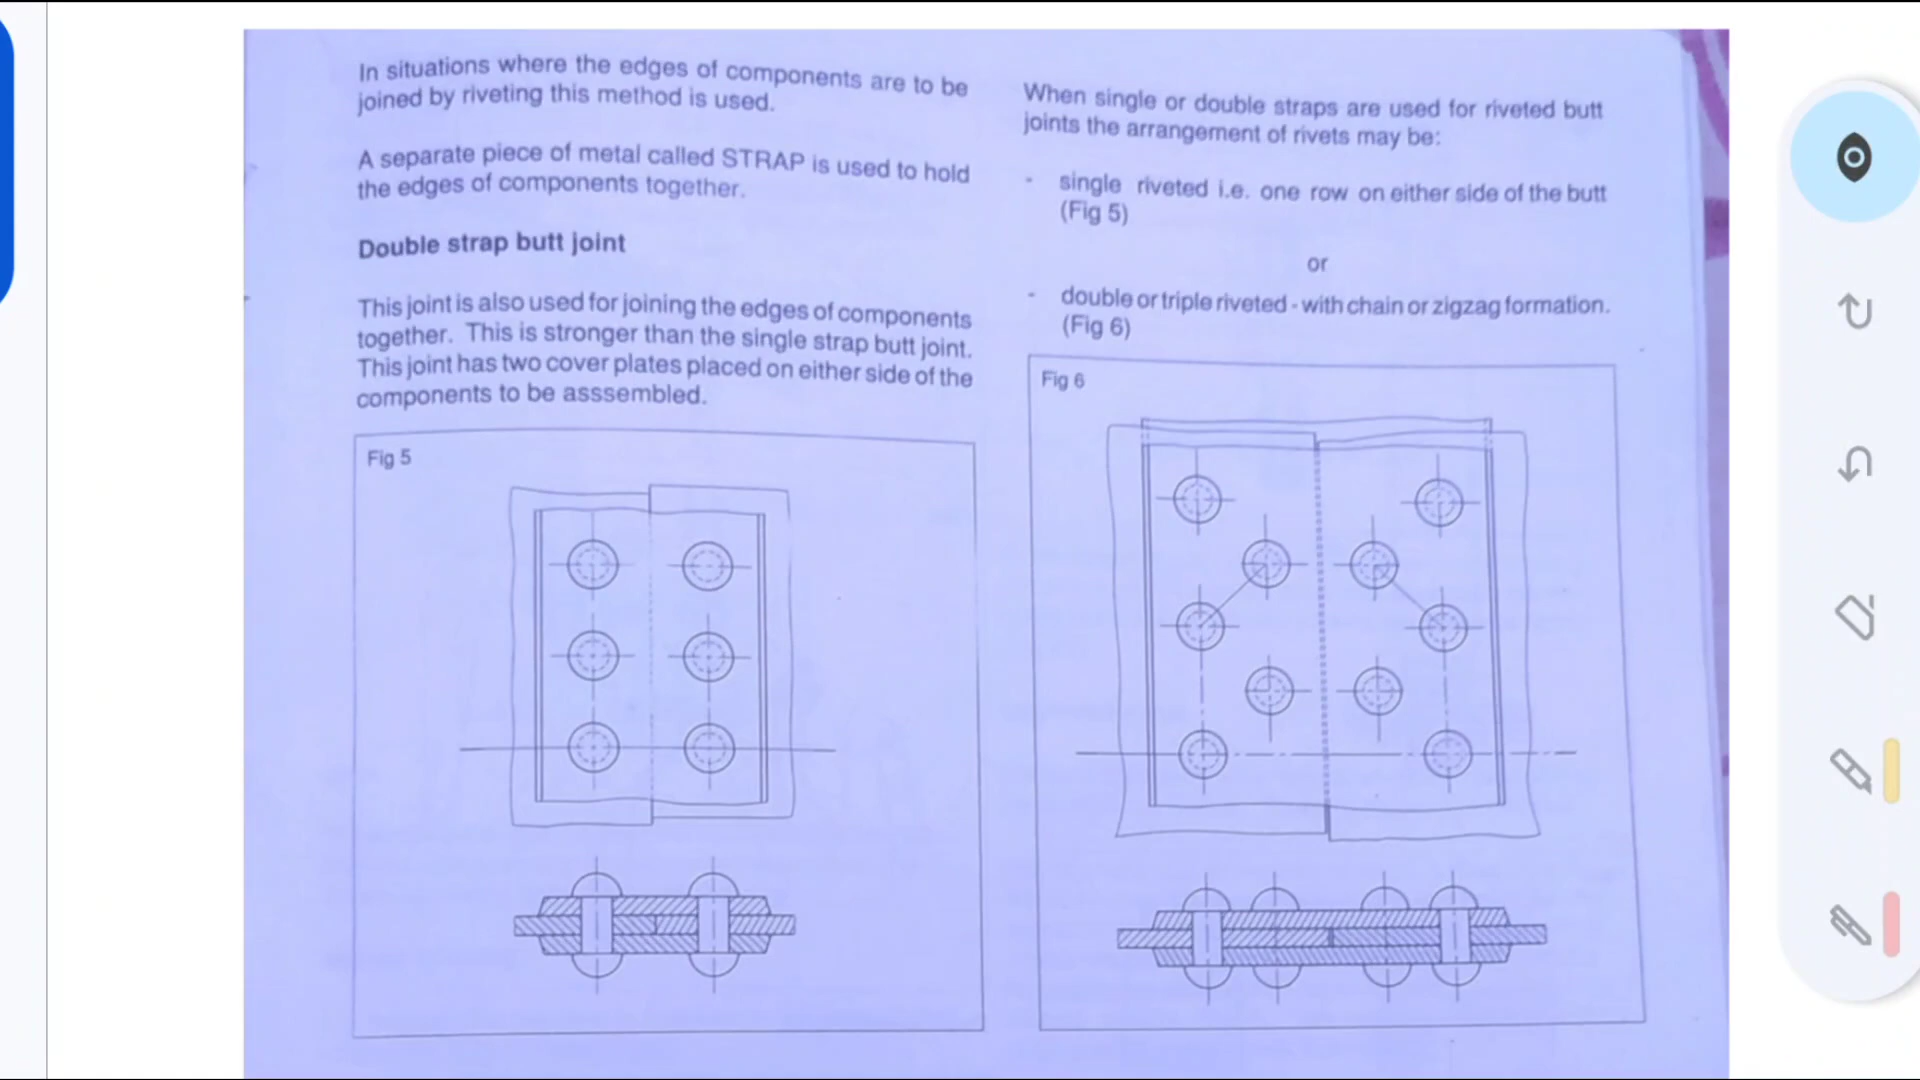 In situations where the edges of components are to be
joined by riveting this method is used.
A separate piece of metal called STRAP is used to hold
the edges of components together.
Double strap butt joint
This joint is also used for joining the edges of components
together. This is stronger than the single strap butt joint.
This joint has two cover plates placed on either side of the
components to be asssembled.
Fig 5
When single or double straps are used for riveted butt
joints the arrangement of rivets may be:
- single riveted i.e. one row on either side of the butt
(Fig 5)
or
- double or triple riveted - with chain or zigzag formation.
(Fig 6)
Fig 6